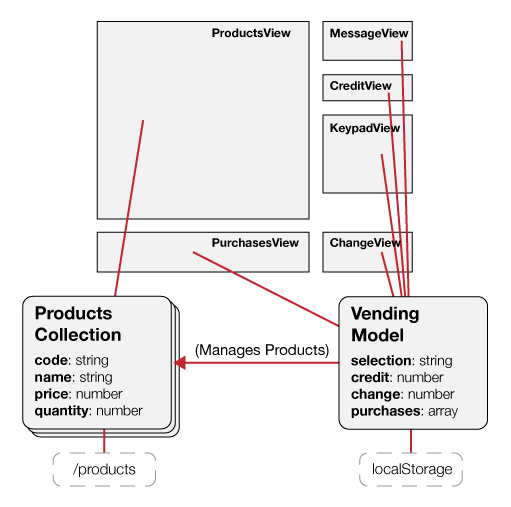 ProductsView
MessageView
CreditView
KeypadView
PurchasesView
ChangeView
Products
Collection
code: string
name: string
price: number
quantity: number
(Manages Products)
Vending
Model
selection: string
credit: number
change: number
purchases: array
/products
localStorage